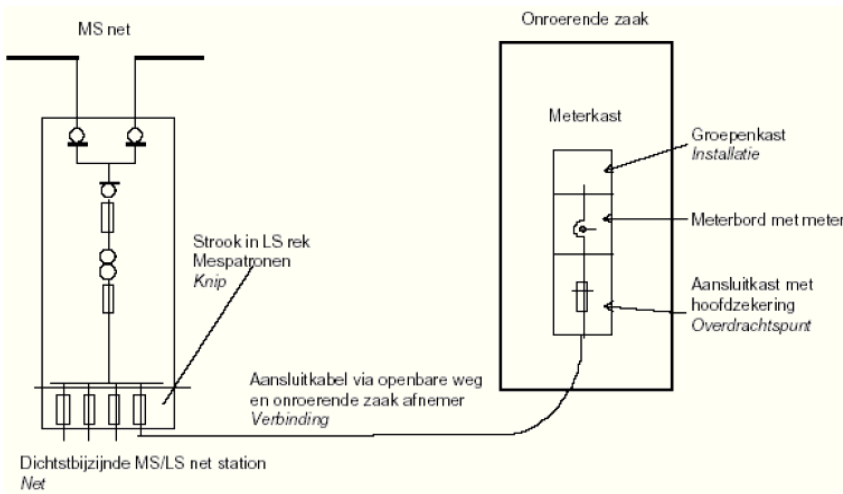 MS net
Onroerende zaak
Meterkast
Groepenkast
Installatie
Meterbord met meter
Strook in LS rek
Mespatronen
Knip
Aansluitkast met
hoofdzekering
Overdrachtspunt
Aansluitkabel via openbare weg
en onroerende zaak afnemer
Verbinding
Dichtstbijzijnde MS/LS net station
Net